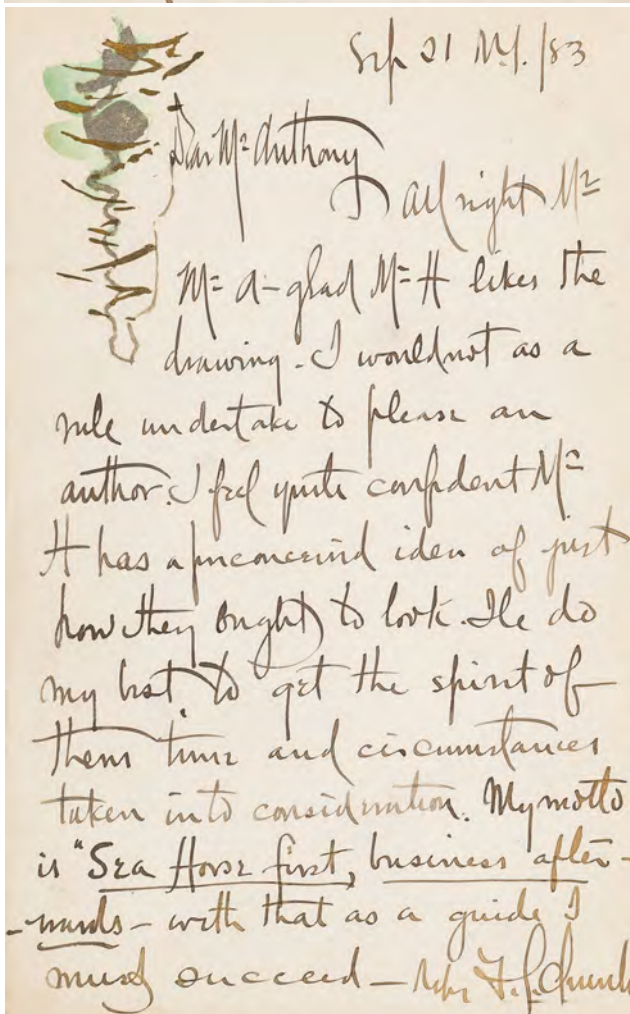 Sep 21 N.Y. /83
Dear Mr Anthony
All right Mr
Mr A – glad Mr H likes the
drawing. I would not as a
rule undertake to please an
author. I feel quite confident Mr
H has a preconceived idea of just
how they ought to look. Ile do
my best to get the spirit of
them time and circumstances
taken into consideration. My motto
is "Sea Horse first, business after-
-wards – with that as a guide I
must succeed – F. S. Church